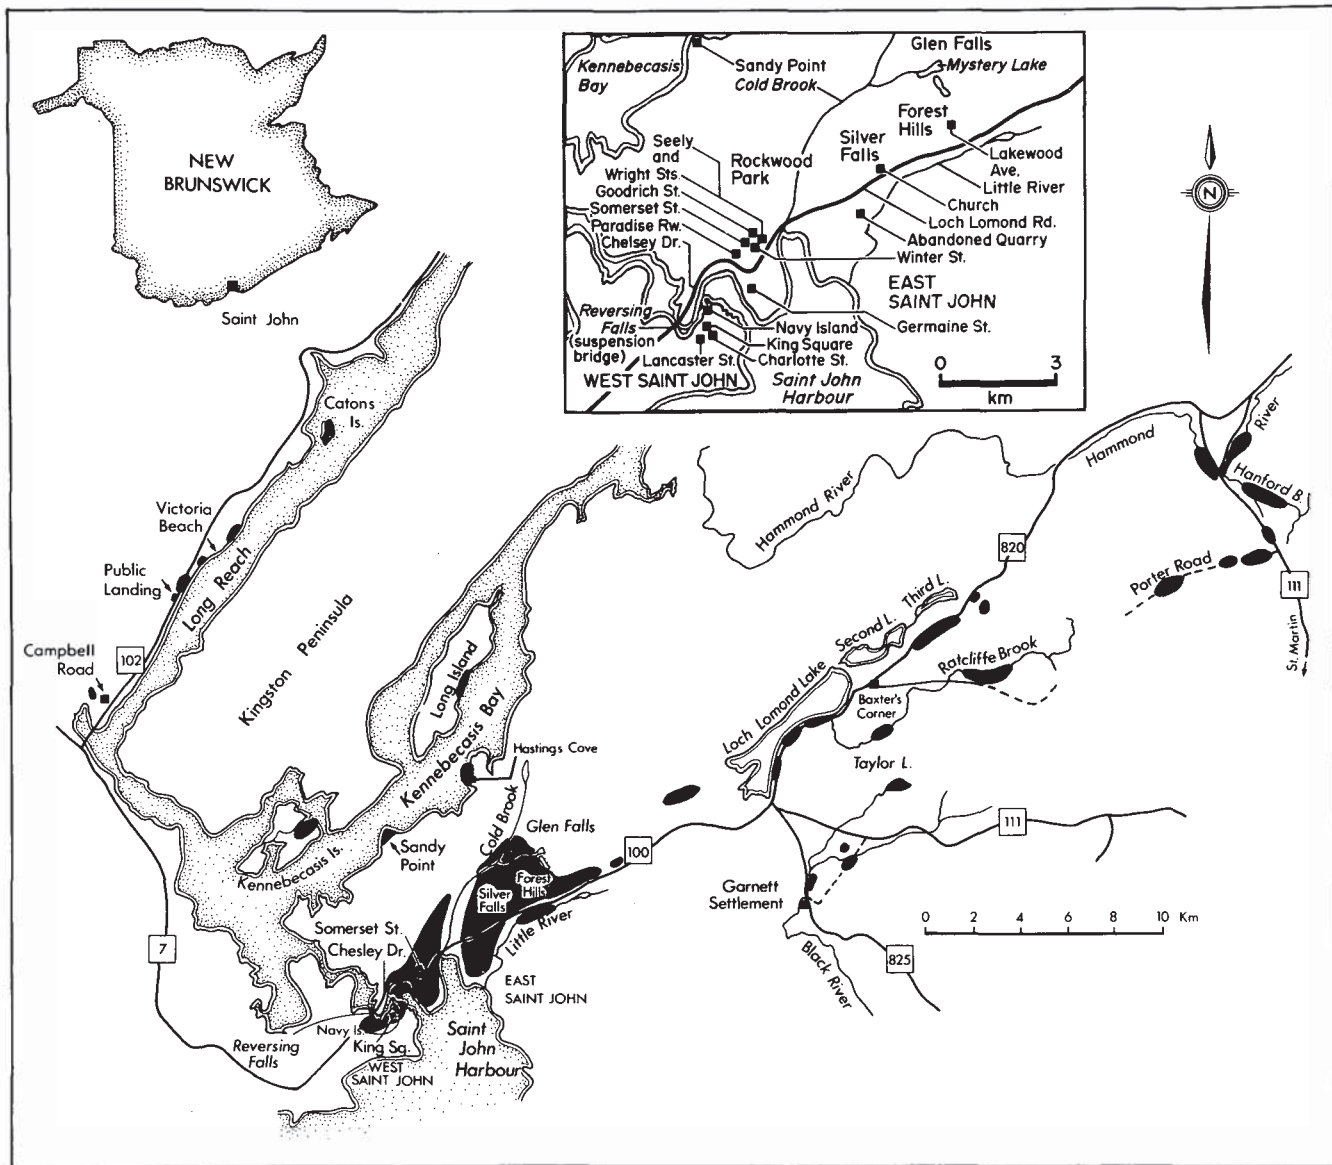 NEW
BRUNSWICK
Saint John
Kennebecasis
Bay
Sandy Point
Cold Brook
Glen Falls
Mystery Lake
Forest
Hills
Silver
Falls
Lakewood
Ave.
Little River
Church
Loch Lomond Rd.
Abandoned Quarry
Winter St.
Seely
and
Wright Sts.
Goodrich St.
Somerset St.
Paradise Rw.
Chelsey Dr.
Rockwood
Park
EAST
SAINT JOHN
Germaine St.
Reversing
Falls
(suspension
bridge)
Navy Island
King Square
Charlotte St.
Lancaster St.
WEST SAINT JOHN
Saint John
Harbour
0 3
km
N
Catons
Is.
Victoria
Beach
Public
Landing
Long Reach
Campbell
Road
102
Kingston Peninsula
Long Island
Kennebecasis Bay
Hastings Cove
Kennebecasis Is.
Sandy
Point
Cold Brook
Glen Falls
Forest
Hills
Silver
Falls
Little River
Somerset St.
Chesley Dr.
EAST
SAINT JOHN
7
Reversing
Falls
Navy Is.
King Sq.
WEST
SAINT JOHN
Saint
John
Harbour
100
Hammond River
Hammond
River
Hanford B.
820
Porter Road
111
St. Martin
Third L.
Second L.
Loch Lomond Lake
Ratcliffe Brook
Baxter's
Corner
Taylor L.
111
Garnett
Settlement
Black River
825
0 2 4 6 8 10 Km